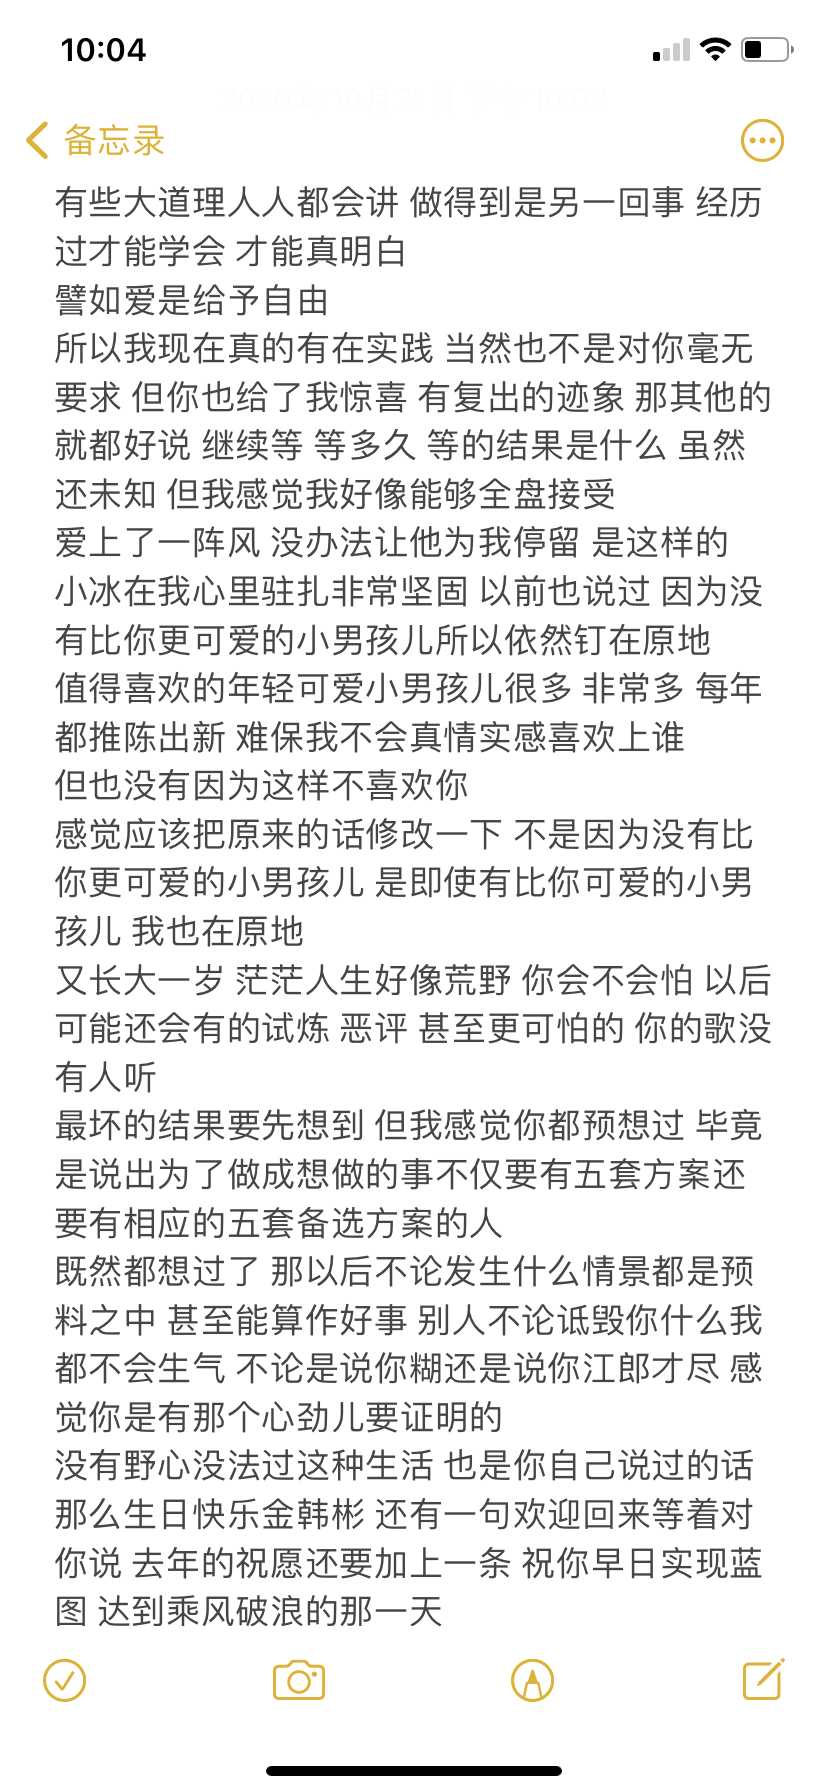 10:04
备忘录
有些大道理人人都会讲 做得到是另一回事 经历
过才能学会 才能真明白
譬如爱是给予自由
所以我现在真的有在实践 当然也不是对你毫无
要求 但你也给了我惊喜 有复出的迹象 那其他的
就都好说 继续等 等多久 等的结果是什么 虽然
还未知 但我感觉我好像能够全盘接受
爱上了一阵风 没办法让他为我停留 是这样的
小冰在我心里驻扎非常坚固 以前也说过 因为没
有比你更可爱的小男孩儿所以依然钉在原地
值得喜欢的年轻可爱小男孩儿很多 非常多 每年
都推陈出新 难保我不会真情实感喜欢上谁
但也没有因为这样不喜欢你
感觉应该把原来的话修改一下 不是因为没有比
你更可爱的小男孩儿 是即使有比你可爱的小男
孩儿 我也在原地
又长大一岁 茫茫人生好像荒野 你会不会怕 以后
可能还会有的试炼 恶评 甚至更可怕的 你的歌没
有人听
最坏的结果要先想到 但我感觉你都预想过 毕竟
是说出为了做成想做的事不仅要有五套方案还
要有相应的五套备选方案的人
既然都想过了 那以后不论发生什么情景都是预
料之中 甚至能算作好事 别人不论诋毁你什么我
都不会生气 不论是说你糊还是说你江郎才尽 感
觉你是有那个心劲儿要证明的
没有野心没法过这种生活 也是你自己说过的话
那么生日快乐金韩彬 还有一句欢迎回来等着对
你说 去年的祝愿还要加上一条 祝你早日实现蓝
图 达到乘风破浪的那一天